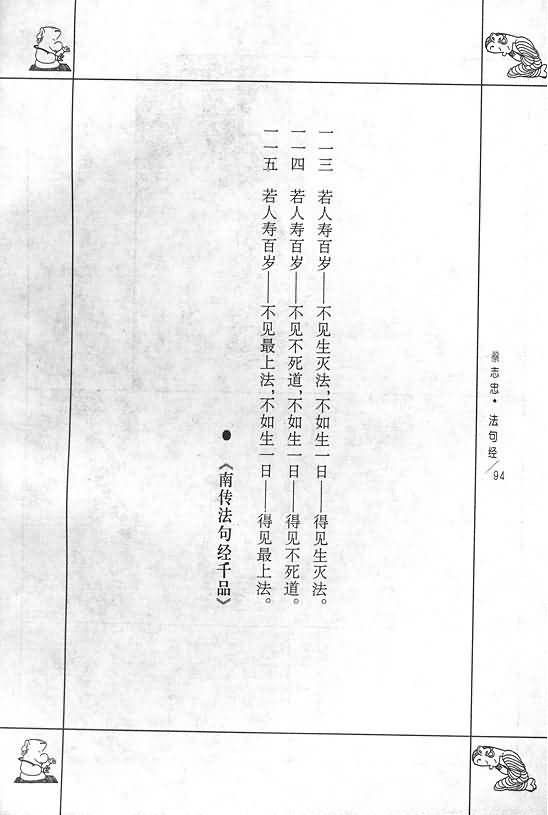 一一三 若人寿百岁——不见生灭法，不如生一日——得见生灭法。
一一四 若人寿百岁——不见不死道，不如生一日——得见不死道。
一一五 若人寿百岁——不见最上法，不如生一日——得见最上法。
●《南传法句经千品》
蔡志忠·法句经/94